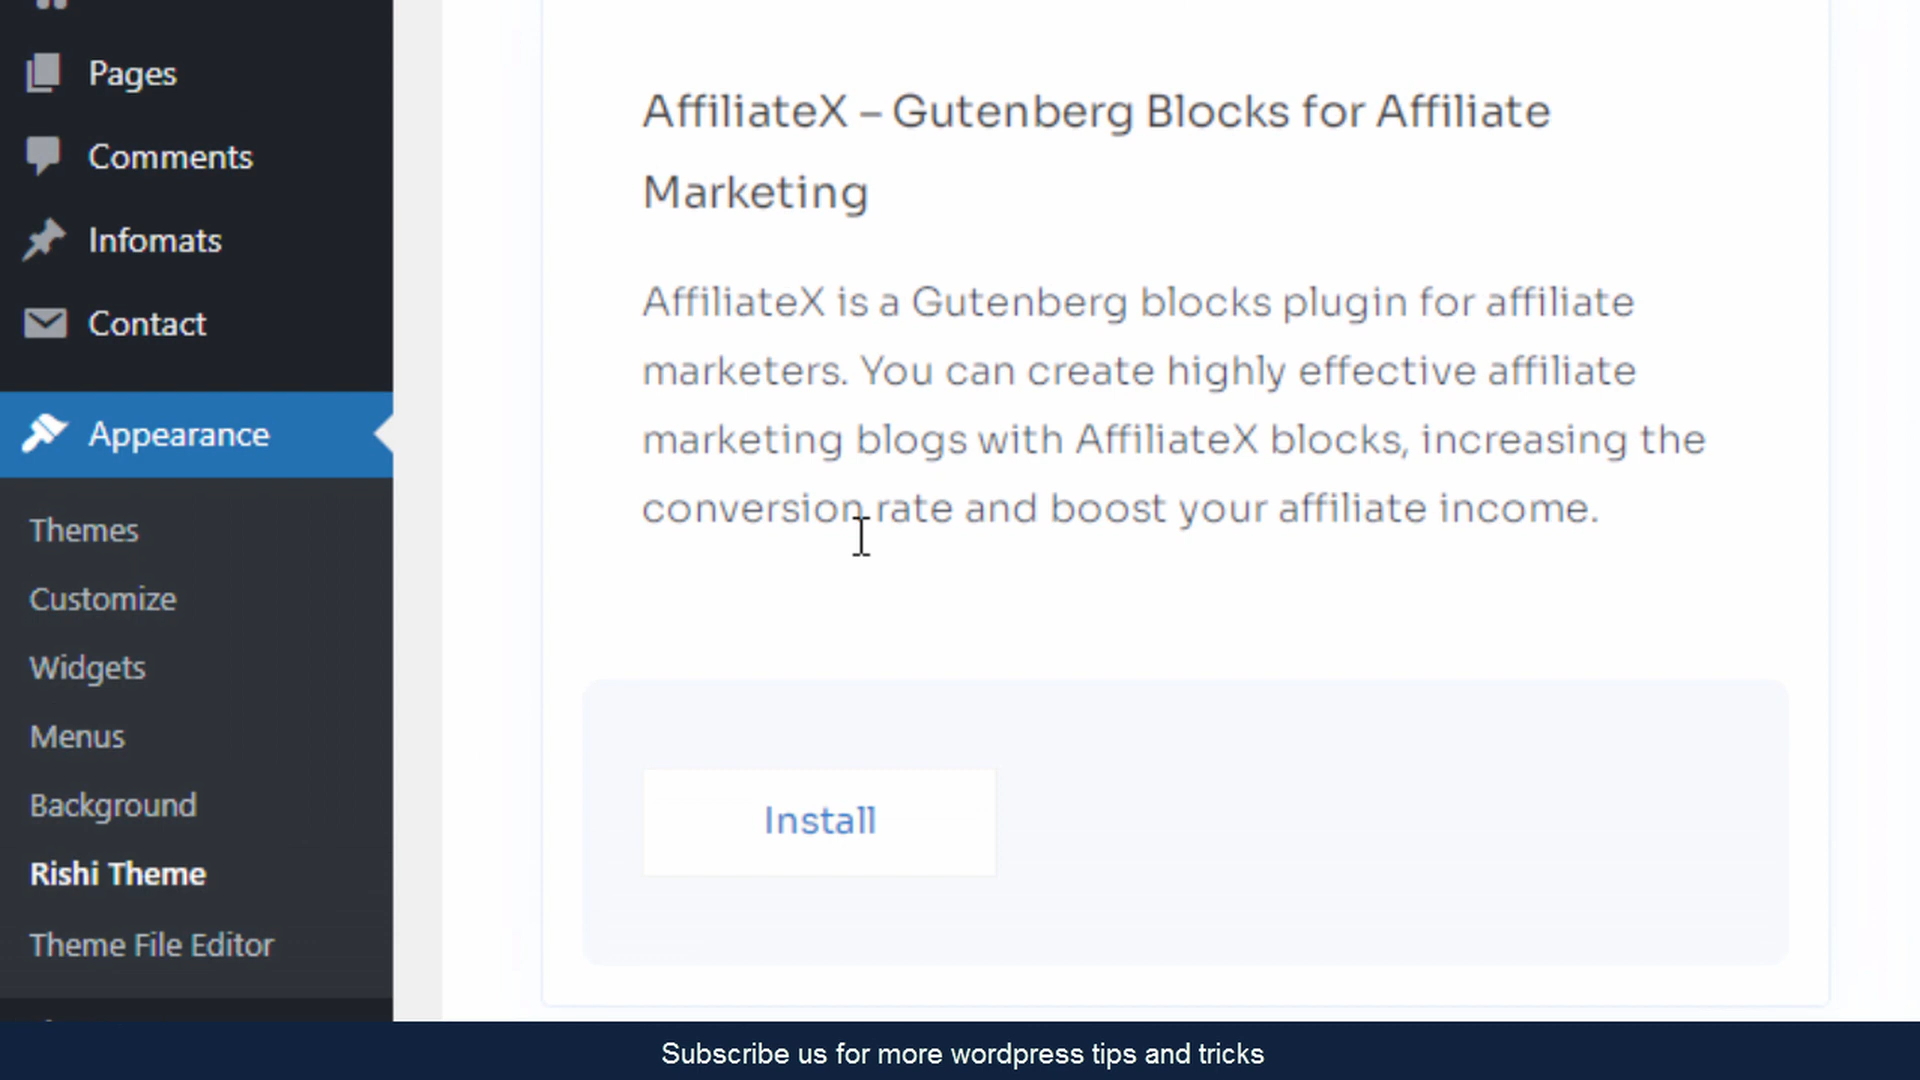 Pages
Comments
Infomats
Contact
Appearance
Themes
Customize
Widgets
Menus
Background
Rishi Theme
Theme File Editor
AffiliateX – Gutenberg Blocks for Affiliate
Marketing
AffiliateX is a Gutenberg blocks plugin for affiliate
marketers. You can create highly effective affiliate
marketing blogs with AffiliateX blocks, increasing the
conversion rate and boost your affiliate income.
Install
Subscribe us for more wordpress tips and tricks